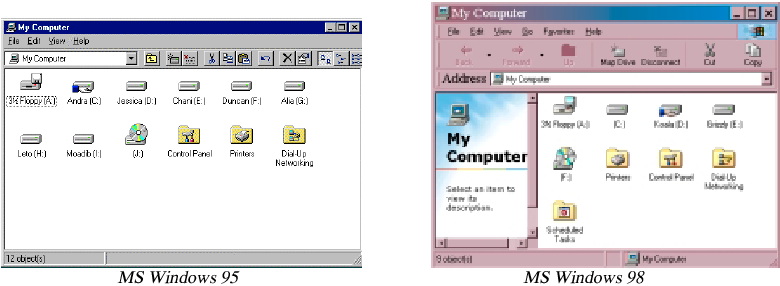 My Computer
File Edit View Help
My Computer
3½ Floppy (A:) Andra (C:) Jessica (D:) Chani (E:) Duncan (F:) Alia (G:)
Leto (H:) Moadib (I:) (J:) Control Panel Printers Dial-Up Networking
12 object(s)
MS Windows 95
My Computer
File Edit View Go Favorites Help
Back Forward Up Map Drive Disconnect Cut Copy
Address My Computer
My Computer
Select an item to
view its
description.
3½ Floppy (A:) (C:) Koala (D:) Grizzly (E:)
(F:) Printers Control Panel Dial-Up Networking
Scheduled Tasks
9 object(s) My Computer
MS Windows 98